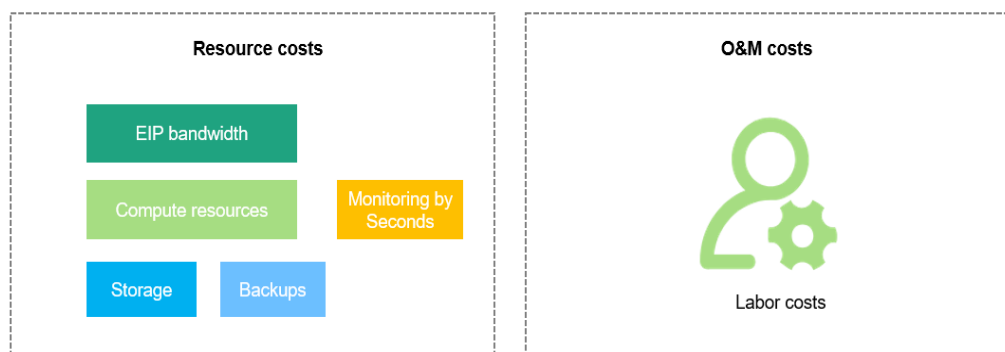 Resource costs
EIP bandwidth
Compute resources
Monitoring by
Seconds
Storage
Backups
O&M costs
Labor costs